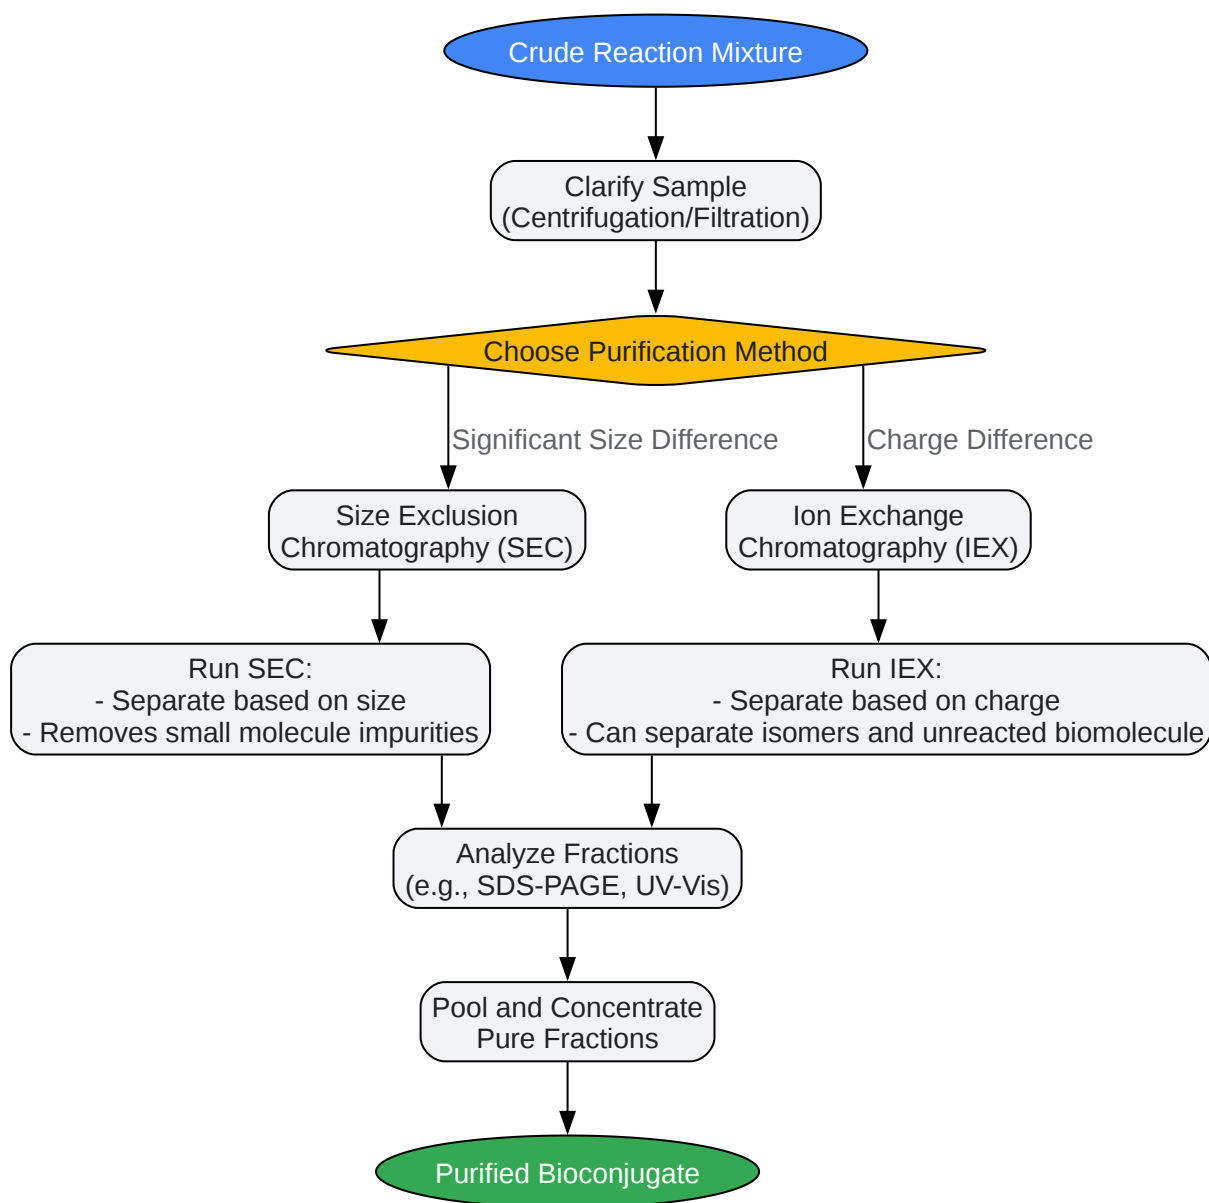 Crude Reaction Mixture
Clarify Sample
(Centrifugation/Filtration)
Choose Purification Method
Significant Size Difference
Charge Difference
Size Exclusion
Chromatography (SEC)
Ion Exchange
Chromatography (IEX)
Run SEC:
- Separate based on size
- Removes small molecule impurities
Run IEX:
- Separate based on charge
- Can separate isomers and unreacted biomolecule
Analyze Fractions
(e.g., SDS-PAGE, UV-Vis)
Pool and Concentrate
Pure Fractions
Purified Bioconjugate